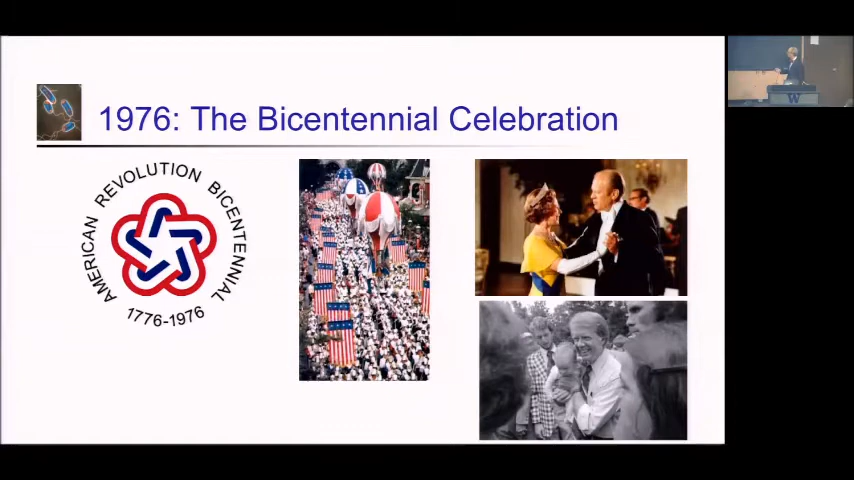 1976: The Bicentennial Celebration
AMERICAN REVOLUTION BICENTENNIAL
1776-1976
W